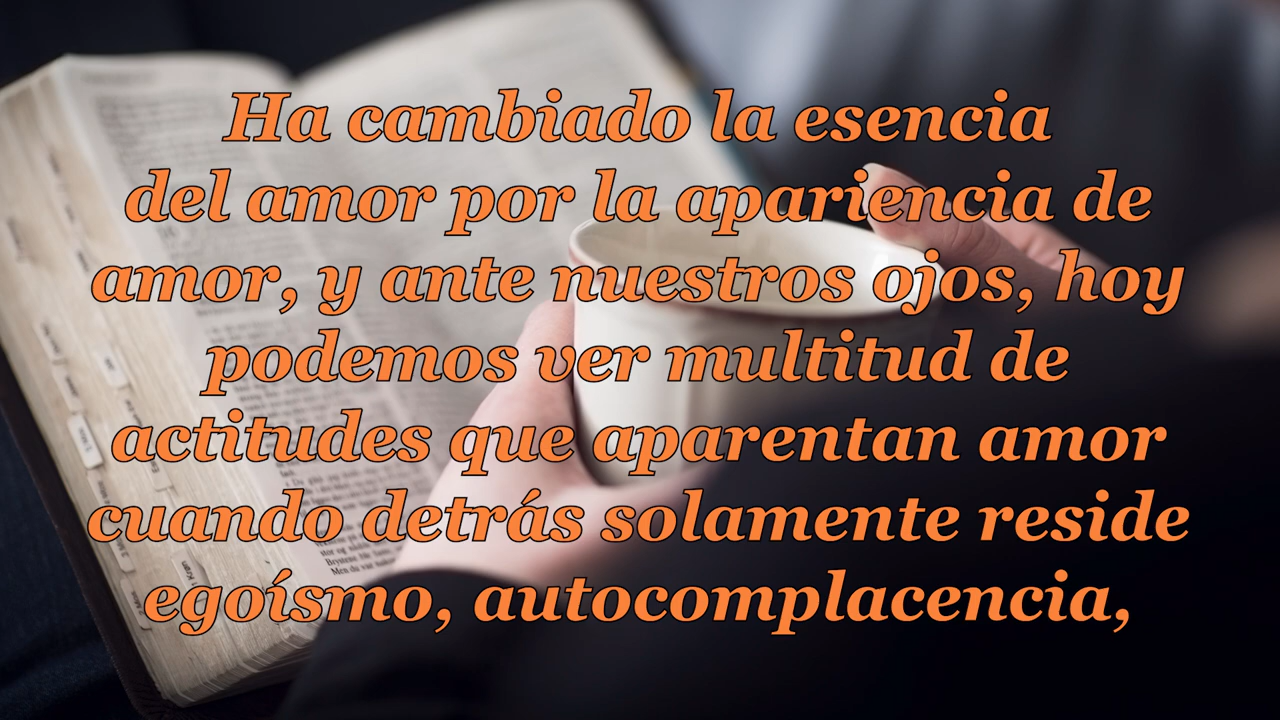 Ha cambiado la esencia
del amor por la apariencia de
amor, y ante nuestros ojos, hoy
podemos ver multitud de
actitudes que aparentan amor
cuando detrás solamente reside
egoísmo, autocomplacencia,